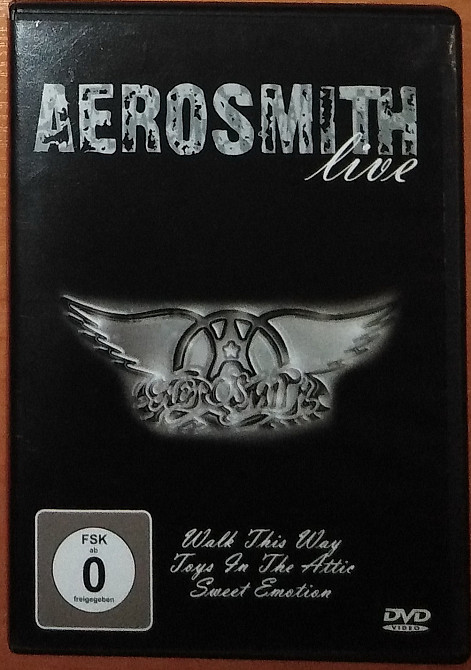 AEROSMITH
live
AEROSMITH
FSK
ab
0
freigegeben
Walk This Way
Toys In The Attic
Sweet Emotion
DVD
VIDEO